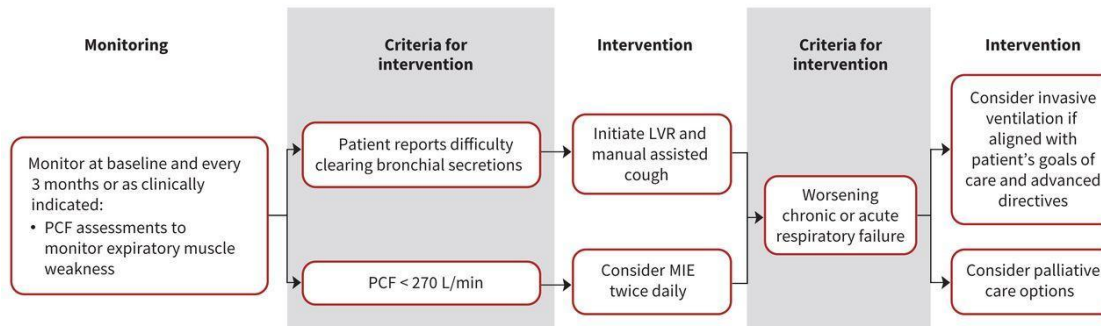 Monitoring
Criteria for
intervention
Intervention
Criteria for
intervention
Intervention
Monitor at baseline and every
3 months or as clinically
indicated:
• PCF assessments to
monitor expiratory muscle
weakness
Patient reports difficulty
clearing bronchial secretions
PCF < 270 L/min
Initiate LVR and
manual assisted
cough
Consider MIE
twice daily
Worsening
chronic or acute
respiratory failure
Consider invasive
ventilation if
aligned with
patient’s goals of
care and advanced
directives
Consider palliative
care options